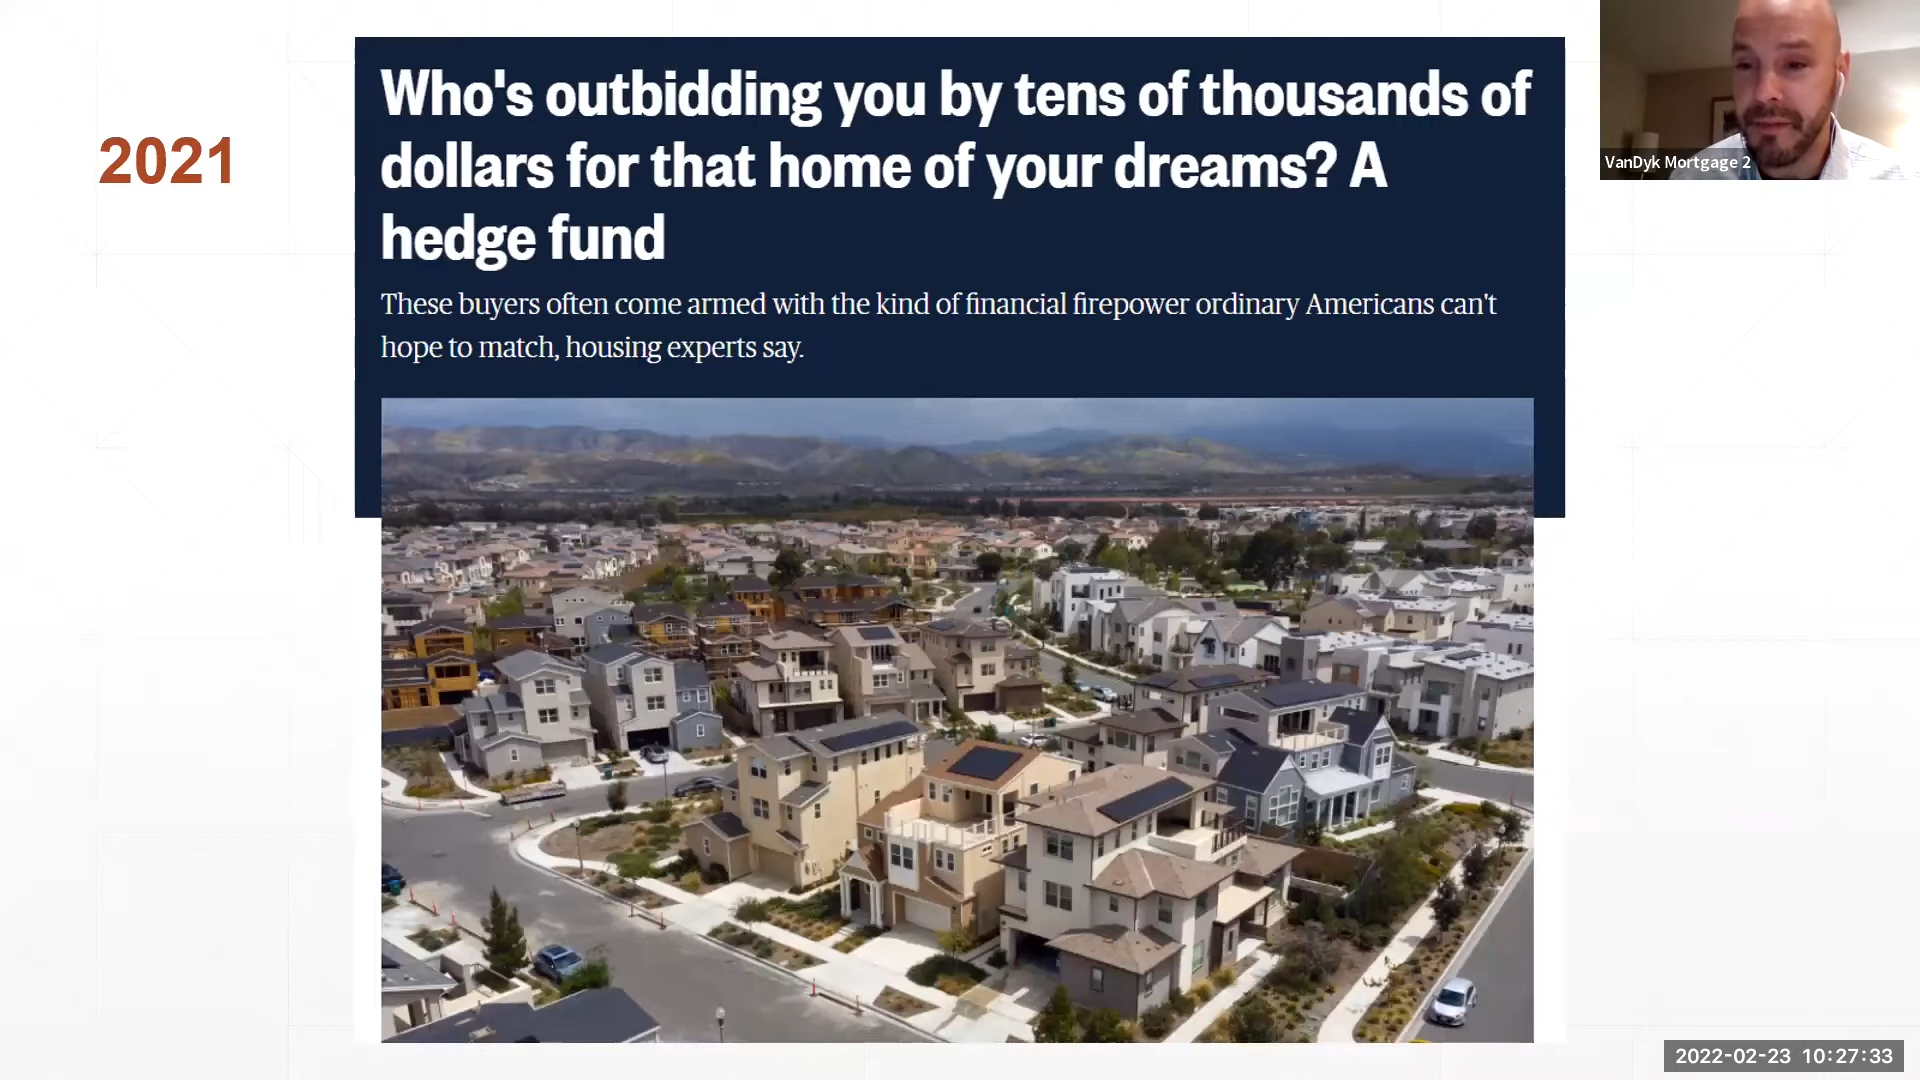 2021
Who's outbidding you by tens of thousands of
dollars for that home of your dreams? A
hedge fund
These buyers often come armed with the kind of financial firepower ordinary Americans can't
hope to match, housing experts say.
VanDyk Mortgage 2
2022-02-23 10:27:33